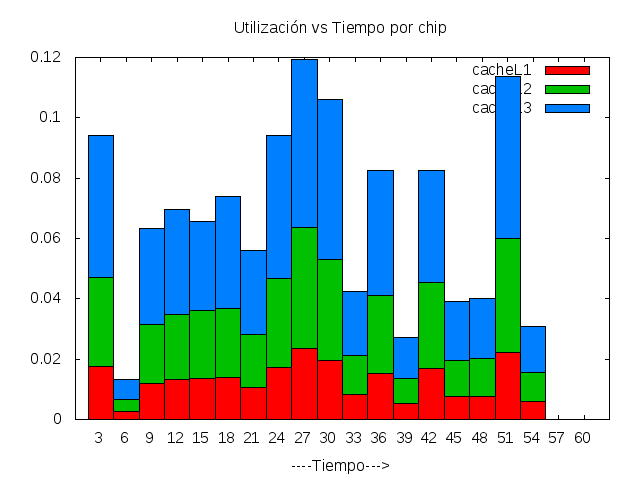 Utilización vs Tiempo por chip
0.12
0.1
0.08
0.06
0.04
0.02
0
cacheL1
3 6 9 12 15 18 21 24 27 30 33 36 39 42 45 48 51 54 57 60
----Tiempo--->